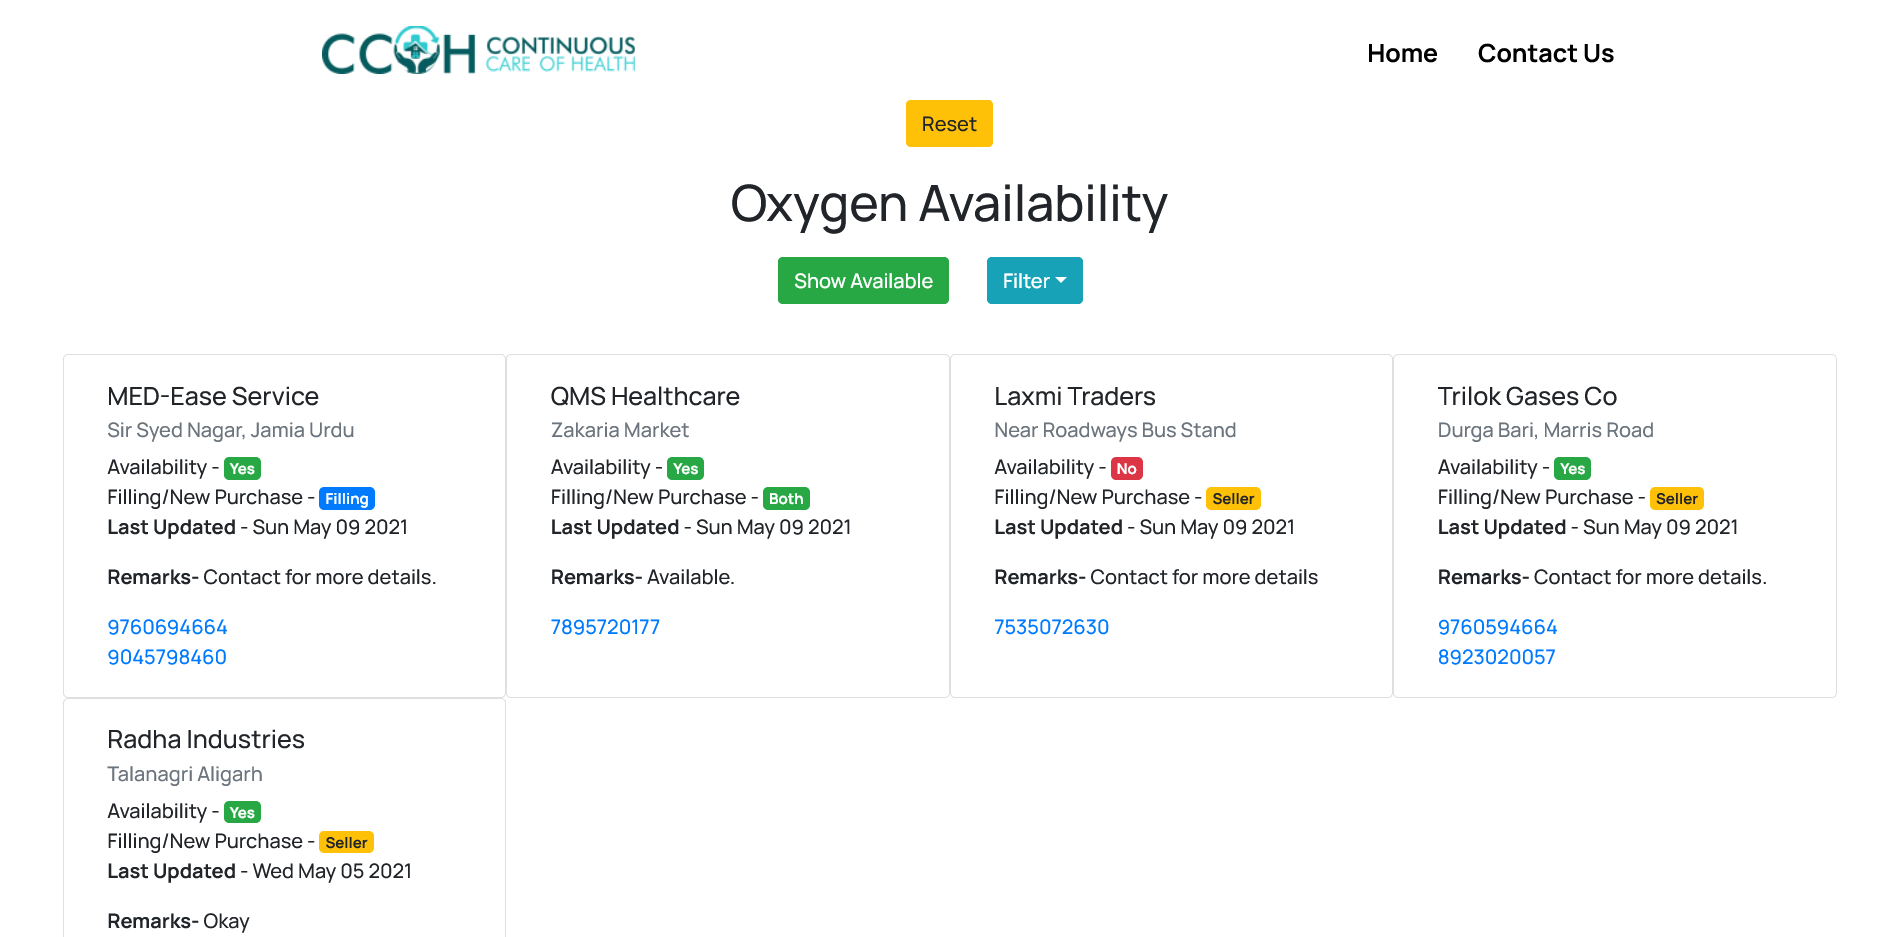 CCOH CONTINUOUS
CARE OF HEALTH
Home Contact Us
Reset
Oxygen Availability
Show Available Filter
MED-Ease Service
Sir Syed Nagar, Jamia Urdu
Availability - Yes
Filling/New Purchase - Filling
Last Updated - Sun May 09 2021
Remarks- Contact for more details.
9760694664
9045798460
QMS Healthcare
Zakaria Market
Availability - Yes
Filling/New Purchase - Both
Last Updated - Sun May 09 2021
Remarks- Available.
7895720177
Laxmi Traders
Near Roadways Bus Stand
Availability - No
Filling/New Purchase - Seller
Last Updated - Sun May 09 2021
Remarks- Contact for more details
7535072630
Trilok Gases Co
Durga Bari, Marris Road
Availability - Yes
Filling/New Purchase - Seller
Last Updated - Sun May 09 2021
Remarks- Contact for more details.
9760594664
8923020057
Radha Industries
Talanagri Aligarh
Availability - Yes
Filling/New Purchase - Seller
Last Updated - Wed May 05 2021
Remarks- Okay